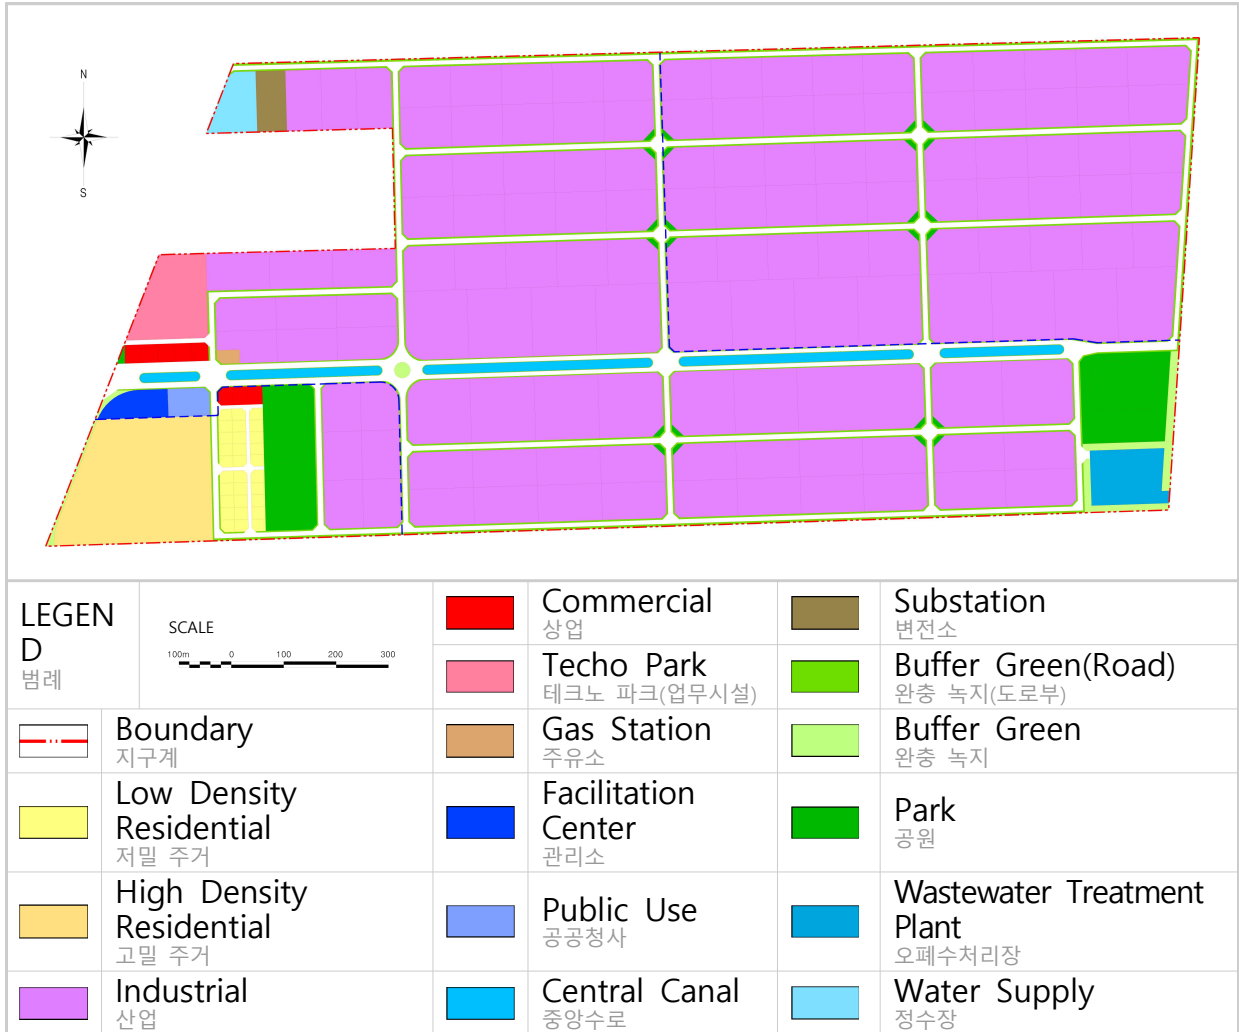 N
S
LEGEN
D
범례
SCALE
100m 0 100 200 300
Commercial
상업
Substation
변전소
Techo Park
테크노 파크(업무시설)
Buffer Green(Road)
완충 녹지(도로부)
Boundary
지구계
Gas Station
주유소
Buffer Green
완충 녹지
Low Density
Residential
저밀 주거
Facilitation
Center
관리소
Park
공원
High Density
Residential
고밀 주거
Public Use
공공청사
Wastewater Treatment
Plant
오폐수처리장
Industrial
산업
Central Canal
중앙수로
Water Supply
정수장